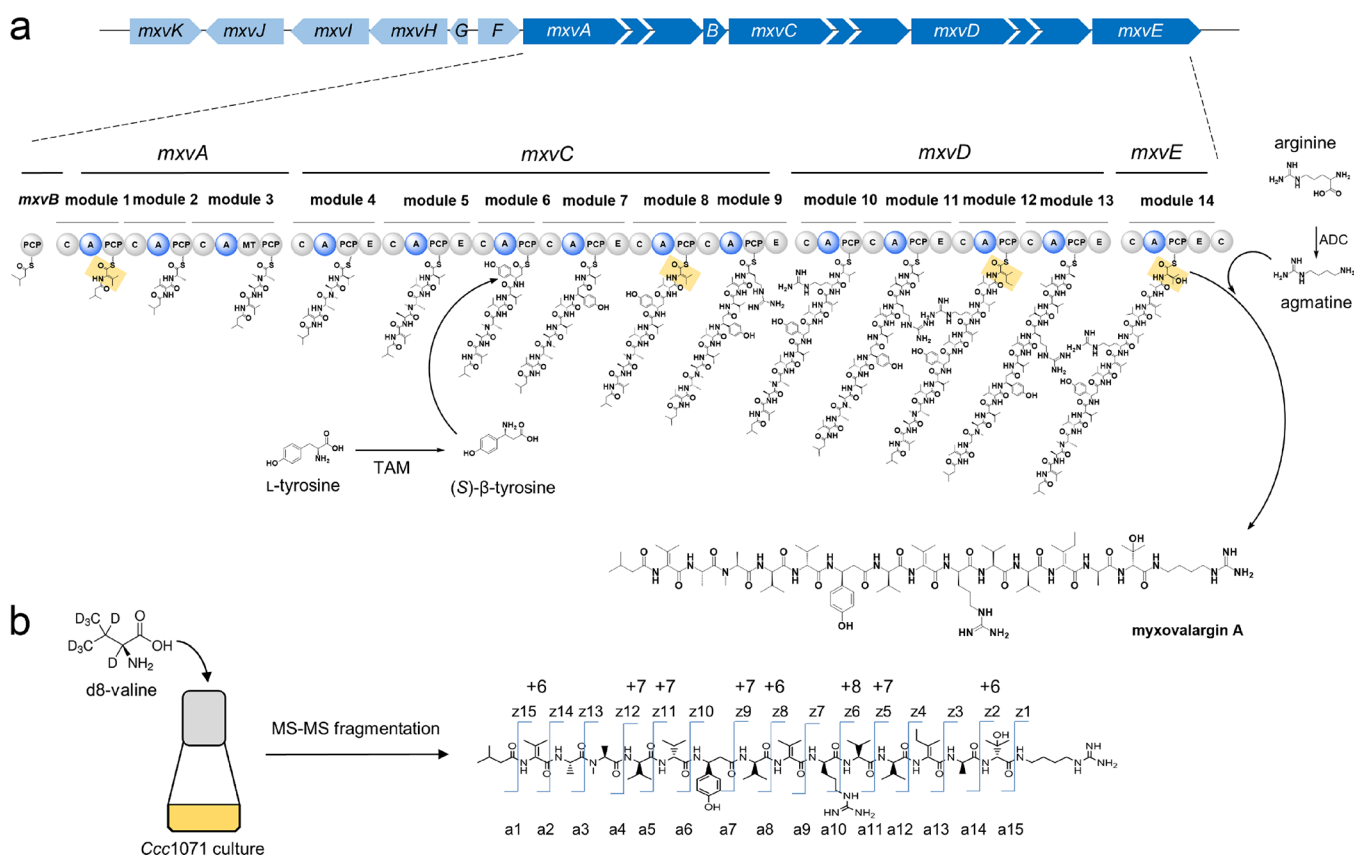 a
mxvK mxvJ mxvI mxvH G F mxvA B mxvC mxvD mxvE
mxvA mxvC mxvD mxvE
arginine
mxvB module 1 module 2 module 3 module 4 module 5 module 6 module 7 module 8 module 9 module 10 module 11 module 12 module 13 module 14
PCP C A PCP C A PCP C A MT PCP C A PCP E C A PCP E C A PCP C A PCP E C A PCP C A PCP E C A PCP C A PCP E C A PCP C A PCP E C A PCP E C
ADC
agmatine
L-tyrosine
TAM
(S)-β-tyrosine
myxovalargin A
b
d8-valine
Ccc1071 culture
MS-MS fragmentation
+6 +7 +7 +7 +6 +8 +7 +6
z15 z14 z13 z12 z11 z10 z9 z8 z7 z6 z5 z4 z3 z2 z1
a1 a2 a3 a4 a5 a6 a7 a8 a9 a10 a11 a12 a13 a14 a15